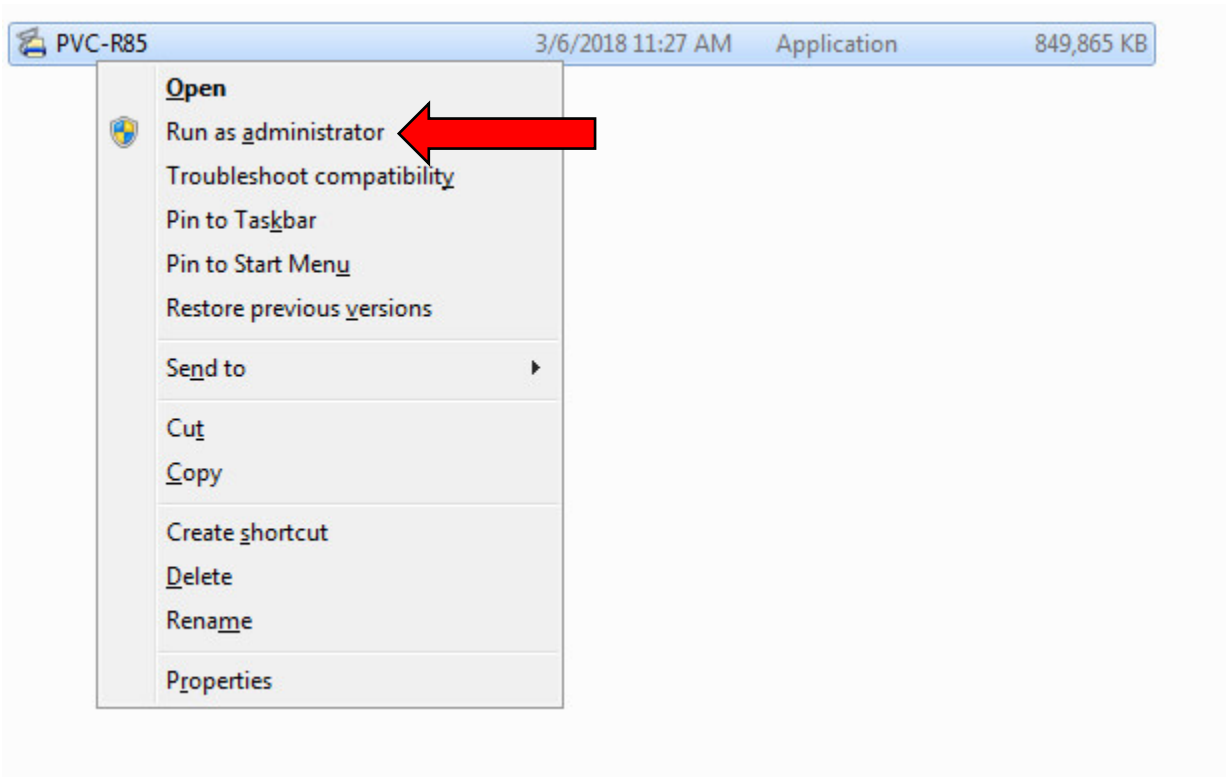 PVC-R85 3/6/2018 11:27 AM Application 849,865 KB
Open
Run as administrator
Troubleshoot compatibility
Pin to Taskbar
Pin to Start Menu
Restore previous versions
Send to
Cut
Copy
Create shortcut
Delete
Rename
Properties